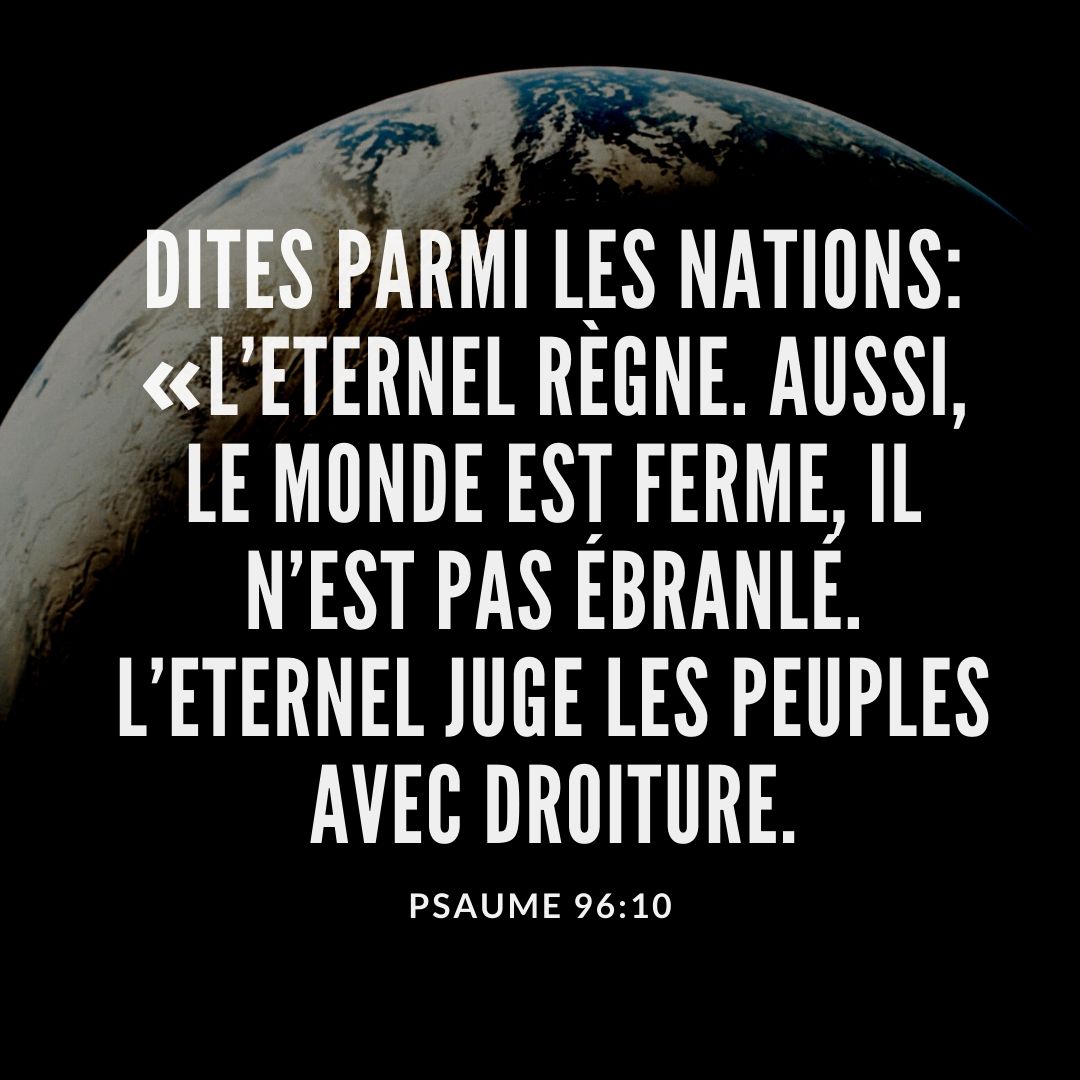 DITES PARMI LES NATIONS:
«L’ETERNEL RÈGNE. AUSSI,
LE MONDE EST FERME, IL
N’EST PAS ÉBRANLÉ.
L’ETERNEL JUGE LES PEUPLES
AVEC DROITURE.
PSAUME 96:10